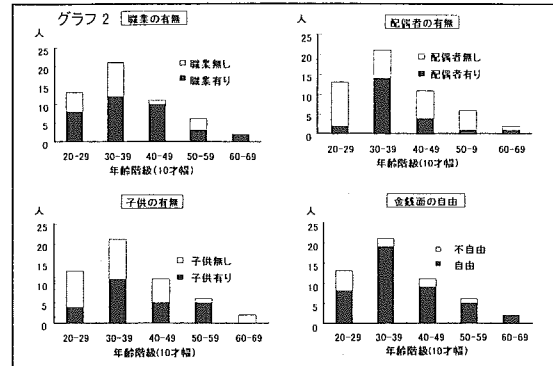 グラフ2 職業の有無
人
25
20
15
10
5
0
職業無し
職業有り
20-29 30-39 40-49 50-59 60-69
年齢階級(10才幅)
配偶者の有無
人
25
20
15
10
5
0
配偶者無し
配偶者有り
20-29 30-39 40-49 50-9 60-69
年齢階級(10才幅)
子供の有無
人
25
20
15
10
5
0
子供無し
子供有り
20-29 30-39 40-49 50-59 60-69
年齢階級(10才幅)
金銭面の自由
人
25
20
15
10
5
0
不自由
自由
20-29 30-39 40-49 50-59 60-69
年齢階級(10才幅)